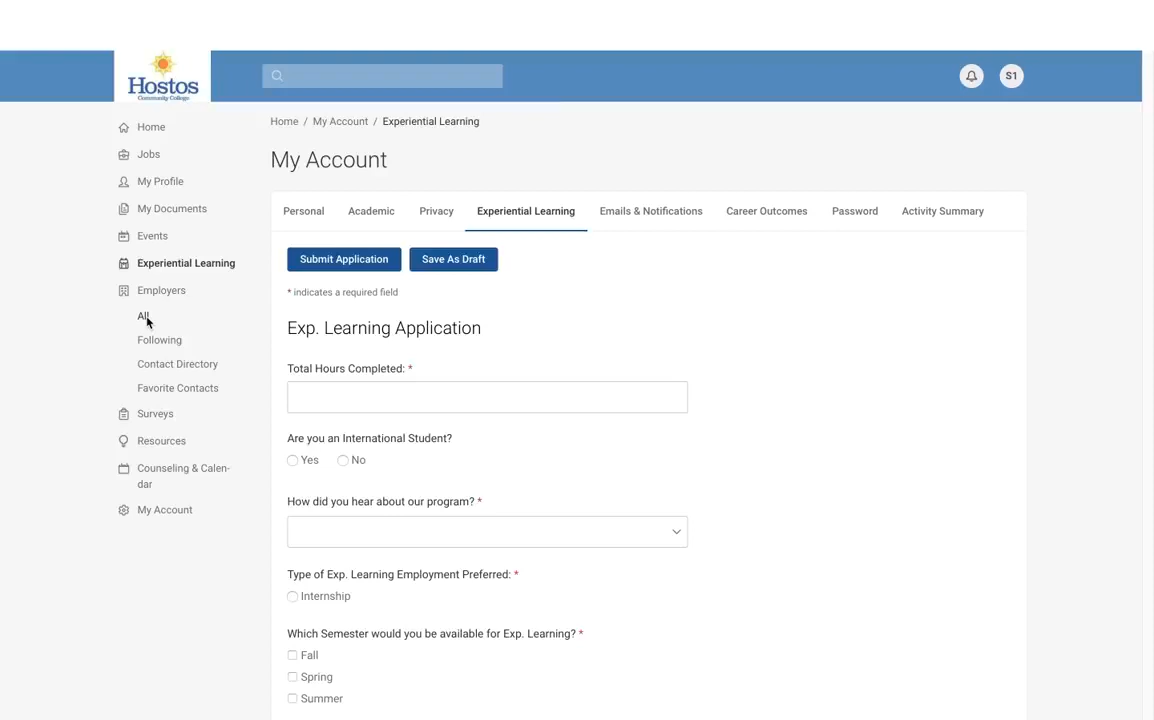 Hostos
Community College
S1
Home
Jobs
My Profile
My Documents
Events
Experiential Learning
Employers
All
Following
Contact Directory
Favorite Contacts
Surveys
Resources
Counseling & Calen-
dar
My Account
Home / My Account / Experiential Learning
My Account
Personal Academic Privacy Experiential Learning Emails & Notifications Career Outcomes Password Activity Summary
Submit Application Save As Draft
* indicates a required field
Exp. Learning Application
Total Hours Completed: *
Are you an International Student?
Yes No
How did you hear about our program? *
Type of Exp. Learning Employment Preferred: *
Internship
Which Semester would you be available for Exp. Learning? *
Fall
Spring
Summer